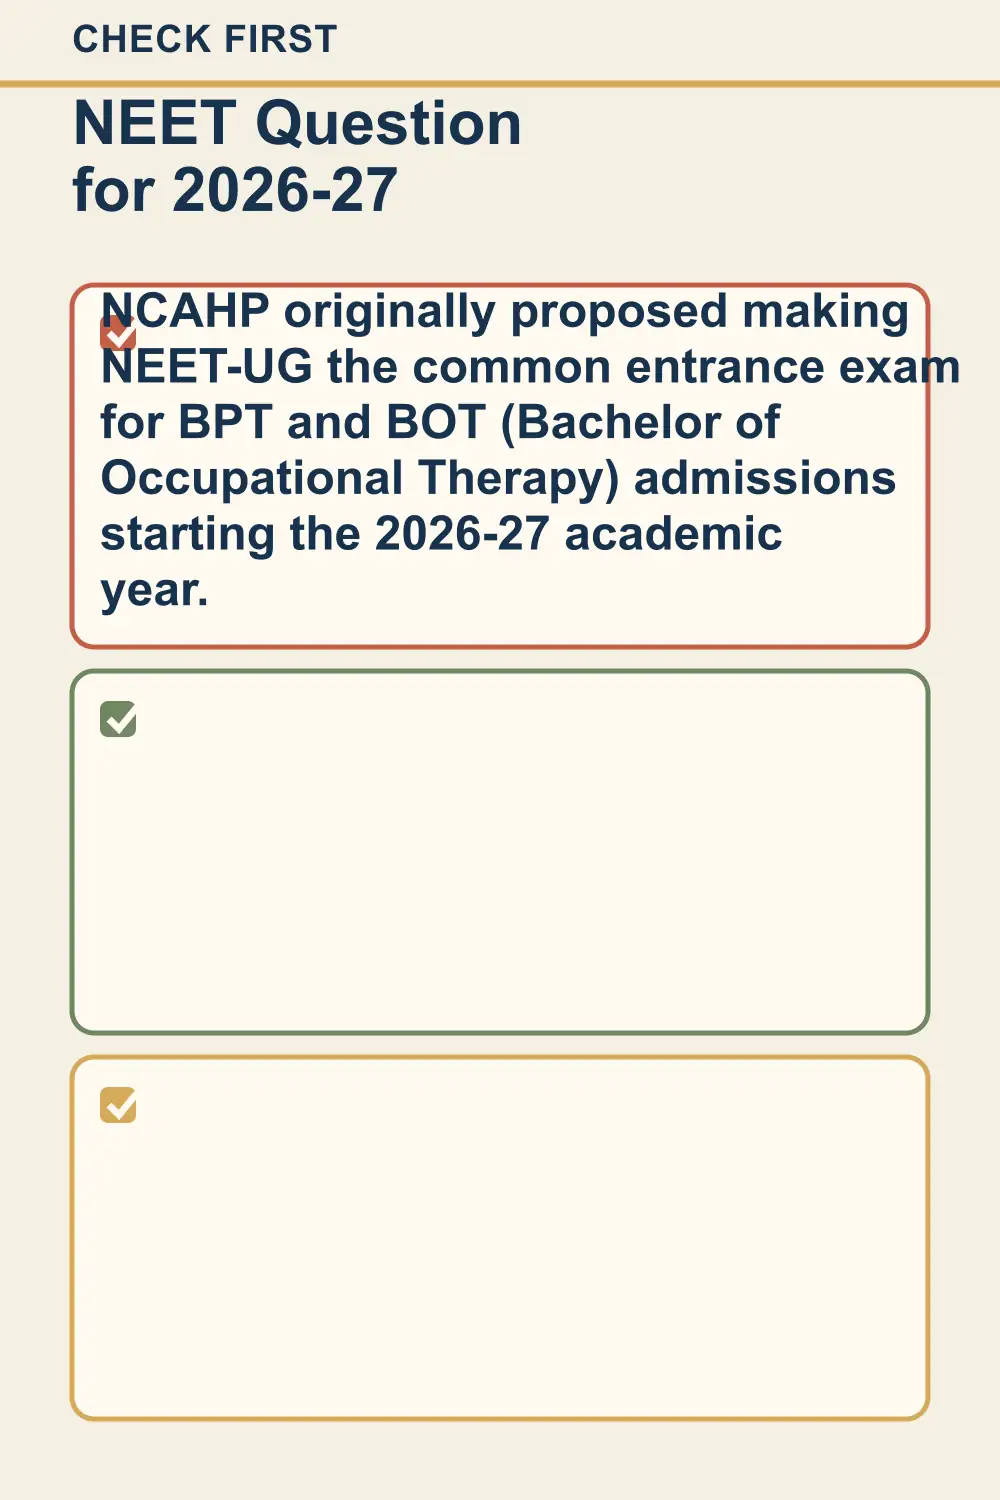 CHECK FIRST
NEET Question
for 2026-27
NCAHP originally proposed making
NEET-UG the common entrance exam
for BPT and BOT (Bachelor of
Occupational Therapy) admissions
starting the 2026-27 academic
year.